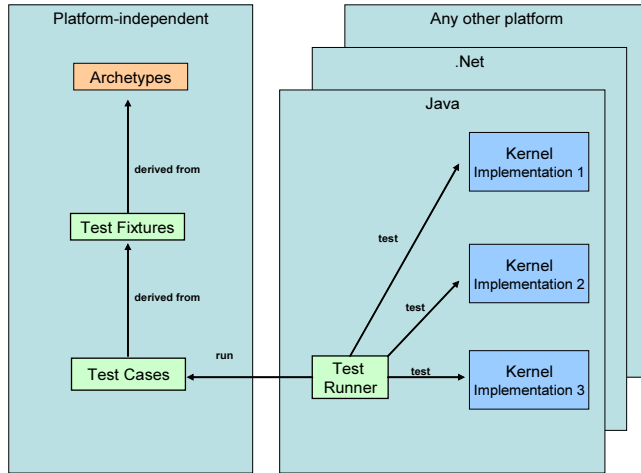 Platform-independent
Any other platform
.Net
Java
Archetypes
derived from
Test Fixtures
derived from
Test Cases
run
Test
Runner
test
test
test
Kernel
Implementation 1
Kernel
Implementation 2
Kernel
Implementation 3